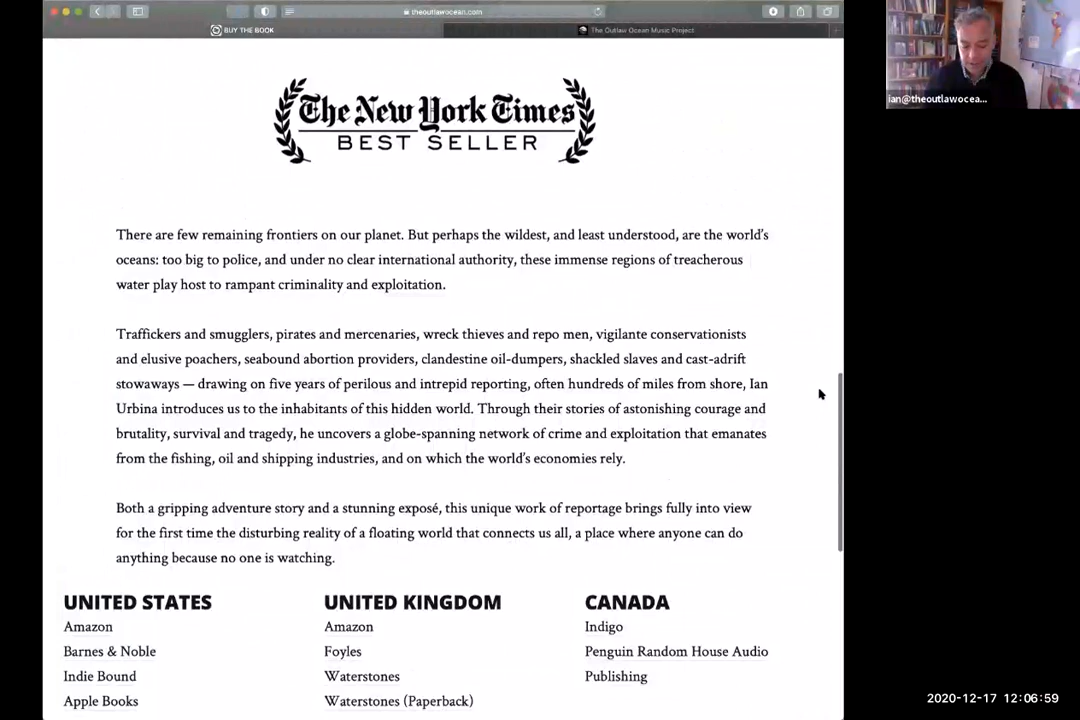 theoutlawocean.com
BUY THE BOOK
The Outlaw Ocean Music Project
ian@theoutlawocea...
The New York Times
BEST SELLER
There are few remaining frontiers on our planet. But perhaps the wildest, and least understood, are the world's
oceans: too big to police, and under no clear international authority, these immense regions of treacherous
water play host to rampant criminality and exploitation.
Traffickers and smugglers, pirates and mercenaries, wreck thieves and repo men, vigilante conservationists
and elusive poachers, seabound abortion providers, clandestine oil-dumpers, shackled slaves and cast-adrift
stowaways — drawing on five years of perilous and intrepid reporting, often hundreds of miles from shore, Ian
Urbina introduces us to the inhabitants of this hidden world. Through their stories of astonishing courage and
brutality, survival and tragedy, he uncovers a globe-spanning network of crime and exploitation that emanates
from the fishing, oil and shipping industries, and on which the world's economies rely.
Both a gripping adventure story and a stunning exposé, this unique work of reportage brings fully into view
for the first time the disturbing reality of a floating world that connects us all, a place where anyone can do
anything because no one is watching.
UNITED STATES
Amazon
Barnes & Noble
Indie Bound
Apple Books
UNITED KINGDOM
Amazon
Foyles
Waterstones
Waterstones (Paperback)
CANADA
Indigo
Penguin Random House Audio
Publishing
2020-12-17 12:06:59